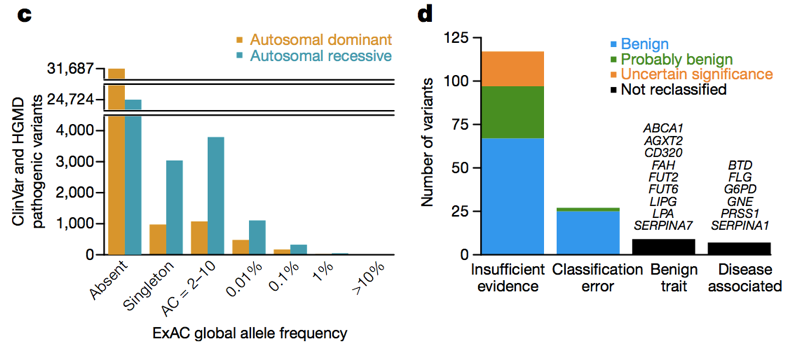 c
Autosomal dominant
Autosomal recessive
31,687
24,724
4,000
3,000
2,000
1,000
0
ClinVar and HGMD
pathogenic variants
Absent
Singleton
AC = 2–10
0.01%
0.1%
1%
>10%
ExAC global allele frequency
d
Benign
Probably benign
Uncertain significance
Not reclassified
125
100
75
50
25
0
Number of variants
ABCA1
AGXT2
CD320
FAH
FUT2
FUT6
LIPG
LPA
SERPINA7
BTD
FLG
G6PD
GNE
PRSS1
SERPINA1
Insufficient
evidence
Classification
error
Benign
trait
Disease
associated